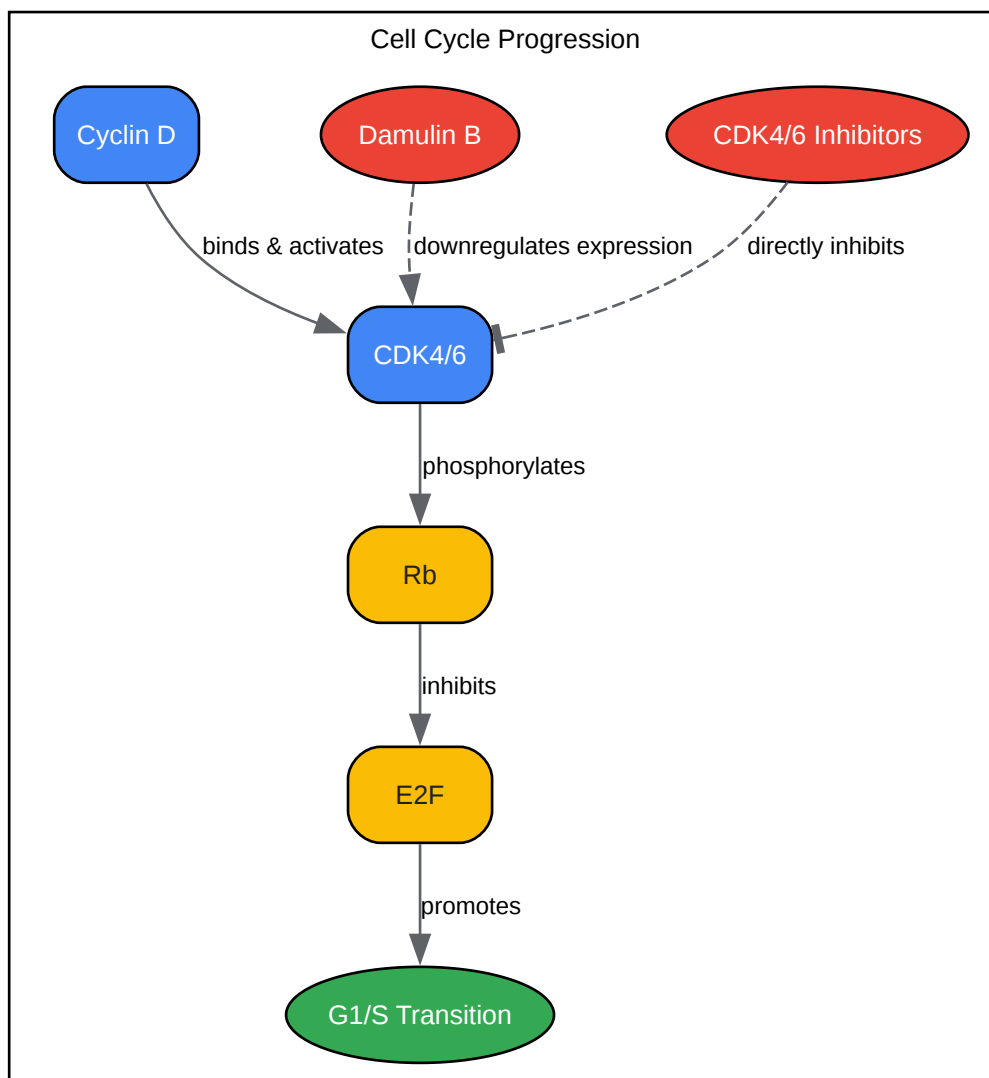 Cell Cycle Progression
Cyclin D
Damulin B
CDK4/6 Inhibitors
binds & activates
downregulates expression
directly inhibits
CDK4/6
phosphorylates
Rb
inhibits
E2F
promotes
G1/S Transition